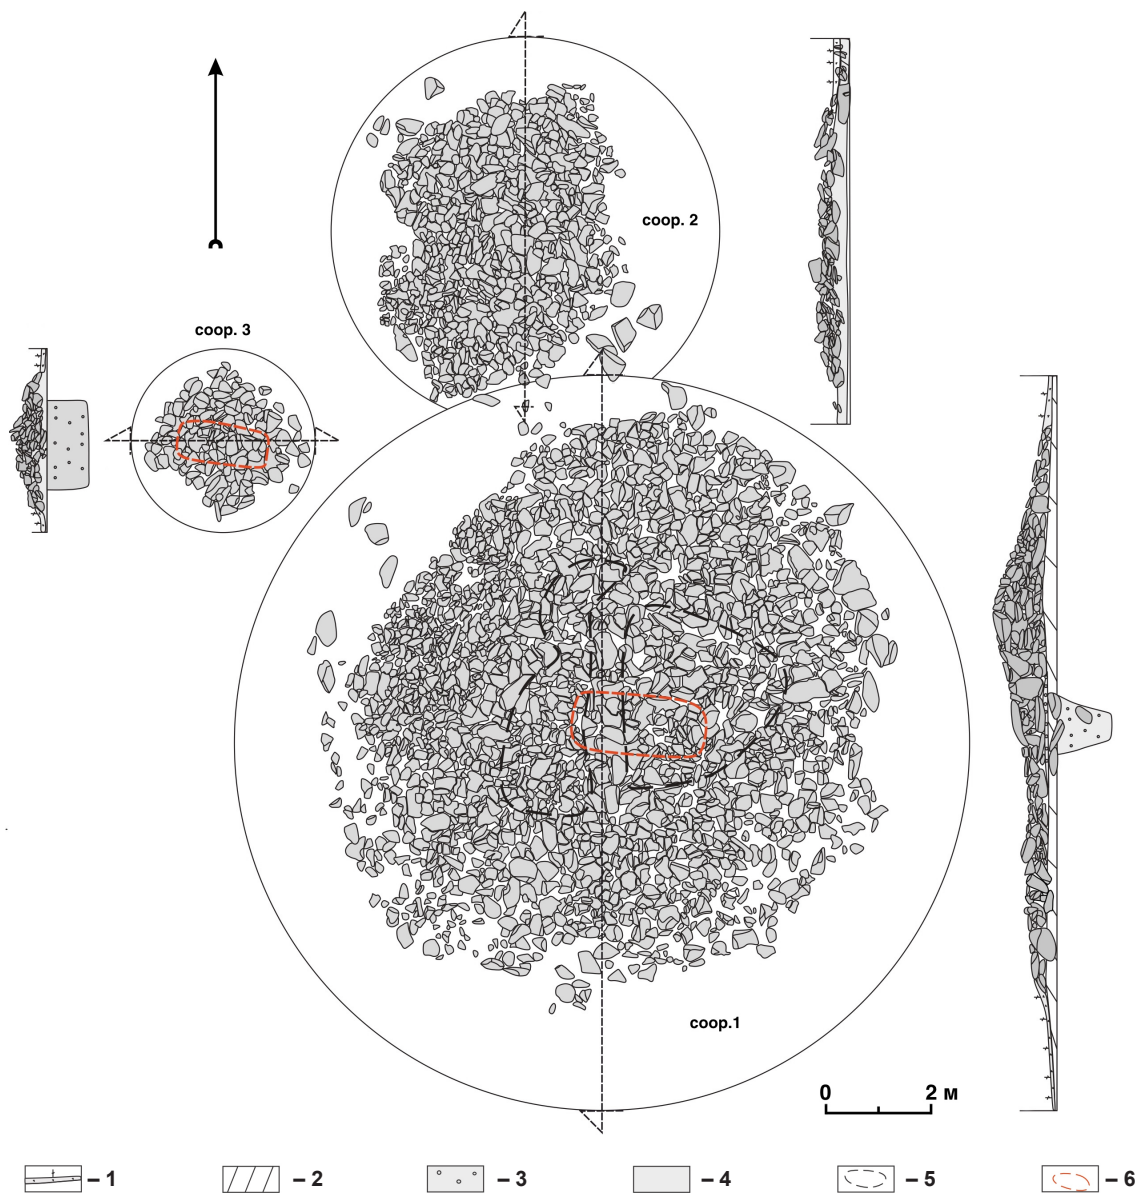 соор. 2
соор. 3
соор.1
0 2 м
– 1 – 2 – 3 – 4 – 5 – 6